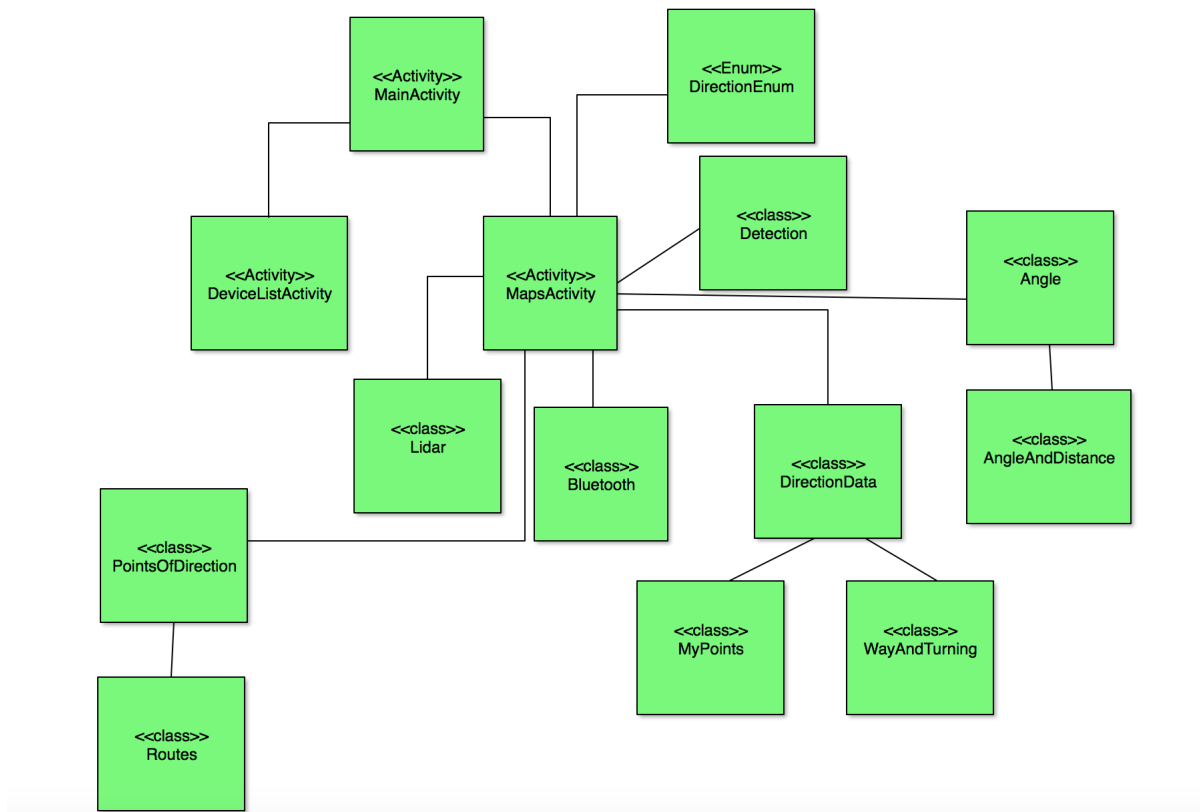 <<Activity>>
MainActivity
<<Enum>>
DirectionEnum
<<class>>
Detection
<<Activity>>
DeviceListActivity
<<Activity>>
MapsActivity
<<class>>
Angle
<<class>>
Lidar
<<class>>
Bluetooth
<<class>>
DirectionData
<<class>>
AngleAndDistance
<<class>>
PointsOfDirection
<<class>>
MyPoints
<<class>>
WayAndTurning
<<class>>
Routes